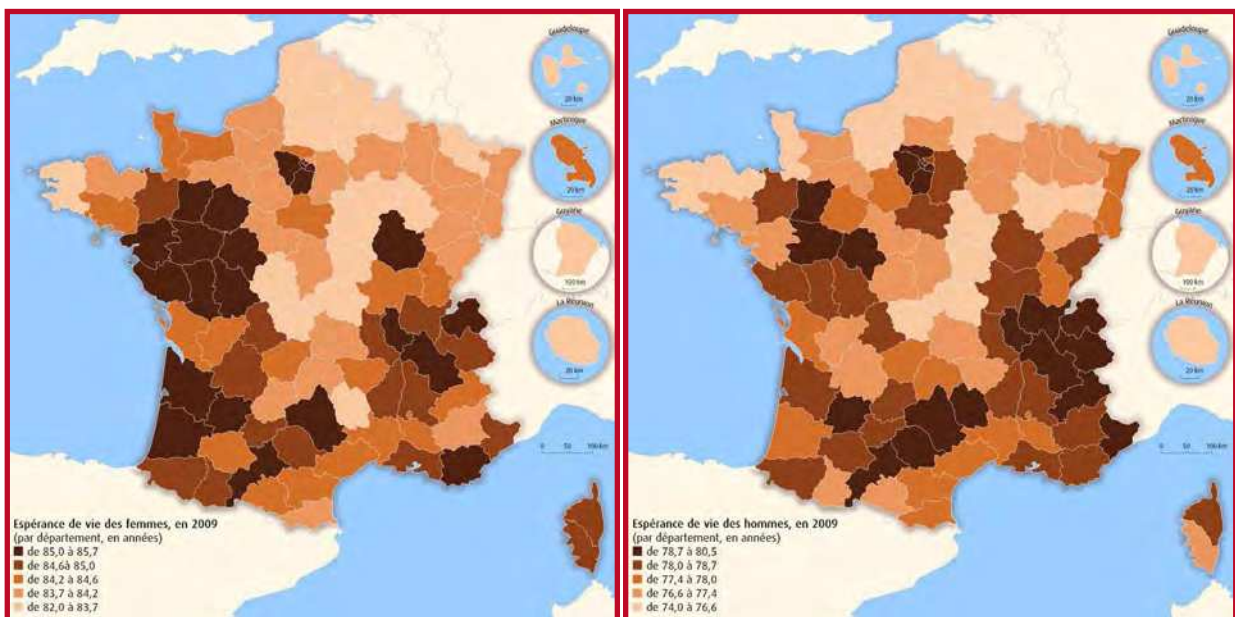 Guadeloupe
20 km
Martinique
20 km
Guyane
100 km
La Réunion
20 km
0 50 100 km
Espérance de vie des femmes, en 2009
(par département, en années)
de 85,0 à 85,7
de 84,6à 85,0
de 84,2 à 84,6
de 83,7 à 84,2
de 82,0 à 83,7
Guadeloupe
20 km
Martinique
20 km
Guyane
100 km
La Réunion
20 km
0 50 100 km
Espérance de vie des hommes, en 2009
(par département, en années)
de 78,7 à 80,5
de 78,0 à 78,7
de 77,4 à 78,0
de 76,6 à 77,4
de 74,0 à 76,6